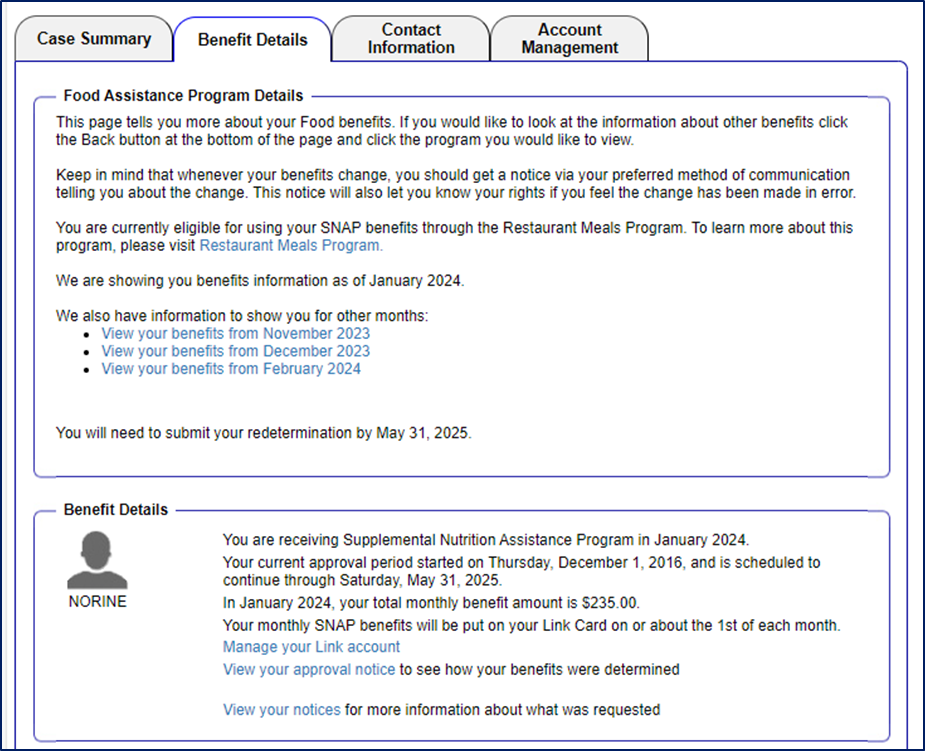 Case Summary
Benefit Details
Contact
Information
Account
Management
Food Assistance Program Details
This page tells you more about your Food benefits. If you would like to look at the information about other benefits click
the Back button at the bottom of the page and click the program you would like to view.
Keep in mind that whenever your benefits change, you should get a notice via your preferred method of communication
telling you about the change. This notice will also let you know your rights if you feel the change has been made in error.
You are currently eligible for using your SNAP benefits through the Restaurant Meals Program. To learn more about this
program, please visit Restaurant Meals Program.
We are showing you benefits information as of January 2024.
We also have information to show you for other months:
• View your benefits from November 2023
• View your benefits from December 2023
• View your benefits from February 2024
You will need to submit your redetermination by May 31, 2025.
Benefit Details
NORINE
You are receiving Supplemental Nutrition Assistance Program in January 2024.
Your current approval period started on Thursday, December 1, 2016, and is scheduled to
continue through Saturday, May 31, 2025.
In January 2024, your total monthly benefit amount is $235.00.
Your monthly SNAP benefits will be put on your Link Card on or about the 1st of each month.
Manage your Link account
View your approval notice to see how your benefits were determined
View your notices for more information about what was requested